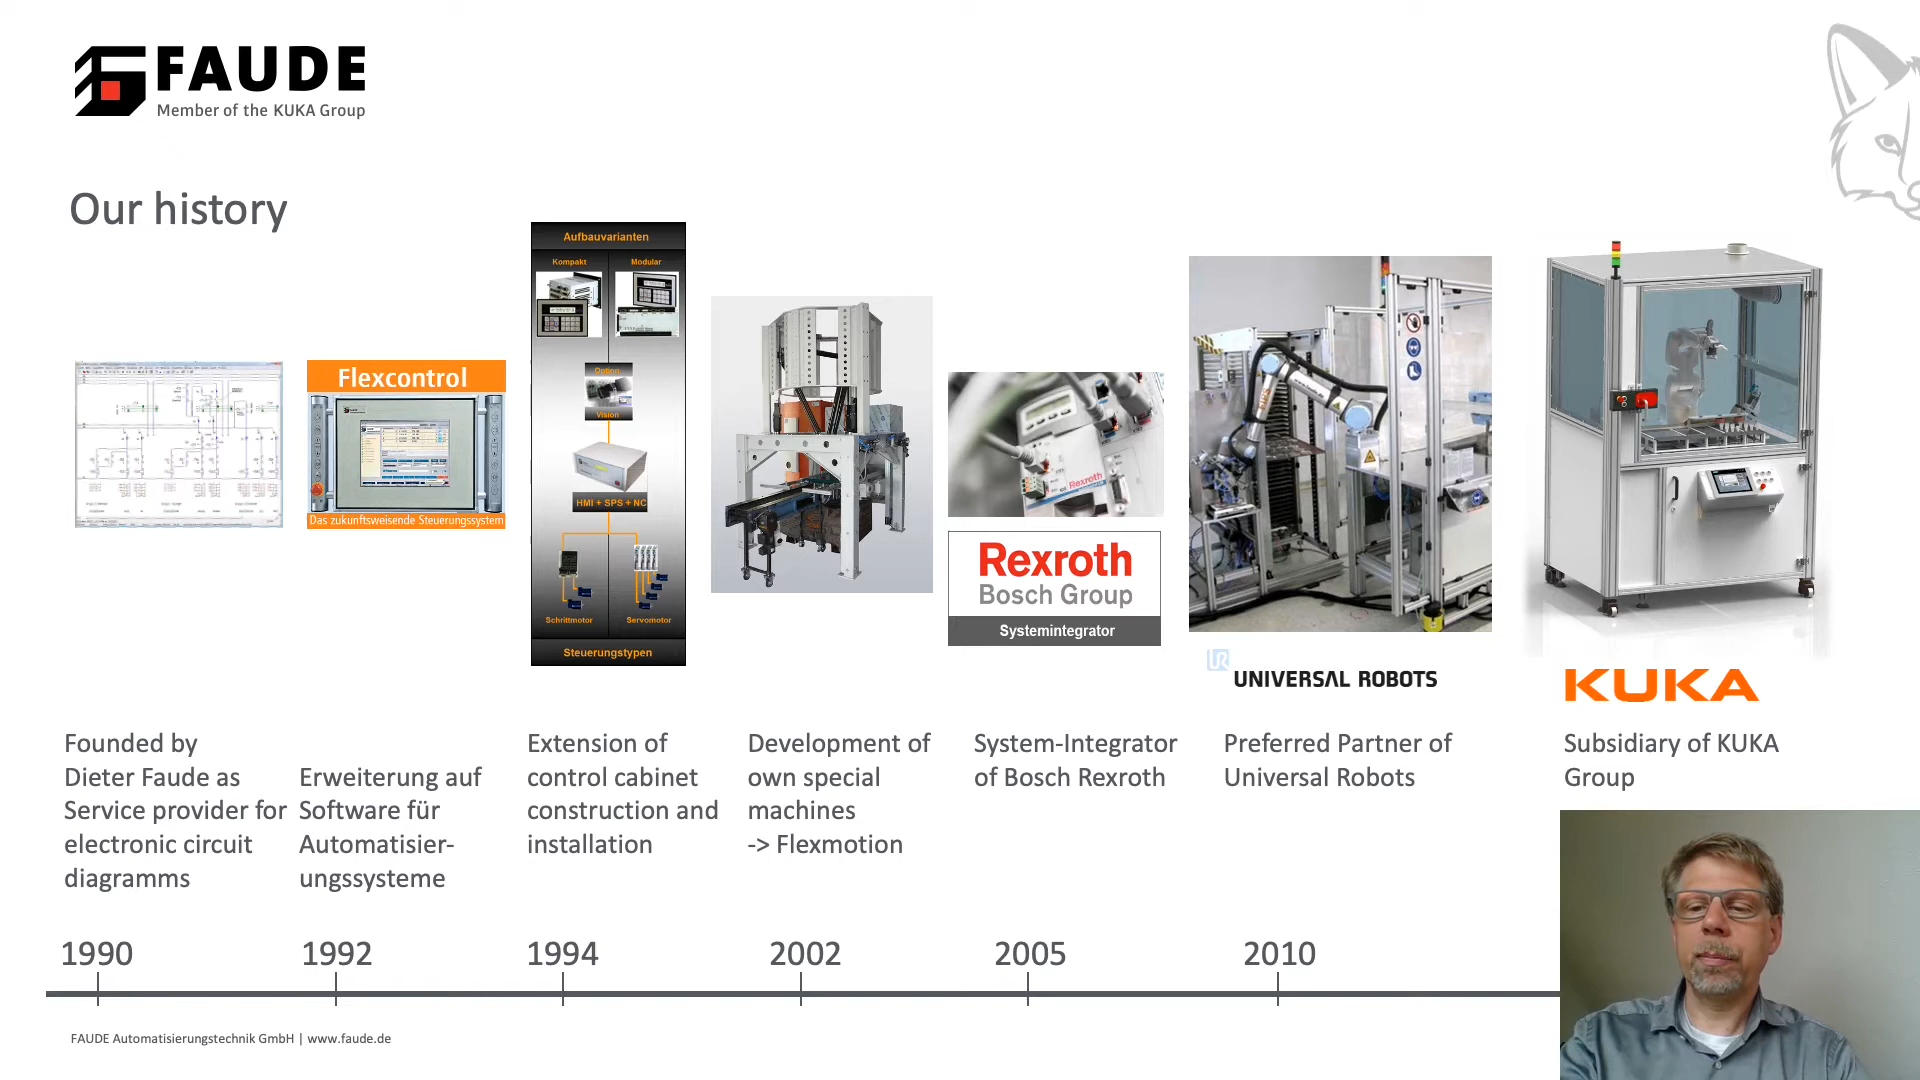 FAUDE
Member of the KUKA Group
Our history
Aufbauvarianten
Kompakt
Modular
Option
Vision
HMI + SPS + NC
Schrittmotor
Servomotor
Steuerungstypen
Flexcontrol
Das zukunftsweisende Steuerungssystem
Rexroth
Rexroth
Bosch Group
Systemintegrator
UR
UNIVERSAL ROBOTS
KUKA
Founded by
Dieter Faude as
Service provider for
electronic circuit
diagramms
Erweiterung auf
Software für
Automatisier-
ungssysteme
Extension of
control cabinet
construction and
installation
Development of
own special
machines
-> Flexmotion
System-Integrator
of Bosch Rexroth
Preferred Partner of
Universal Robots
Subsidiary of KUKA
Group
1990
1992
1994
2002
2005
2010
FAUDE Automatisierungstechnik GmbH | www.faude.de